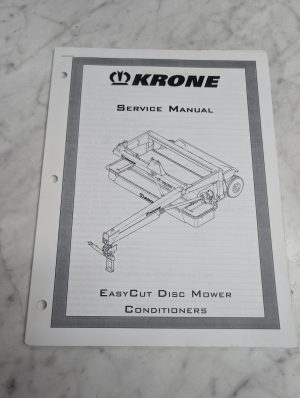 KRONE
SERVICE MANUAL
EASYCUT DISC MOWER
CONDITIONERS